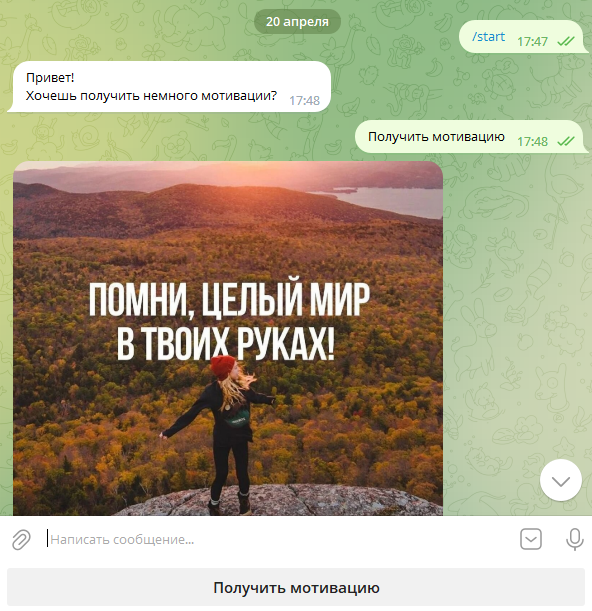 20 апреля
/start 17:47
Привет!
Хочешь получить немного мотивации? 17:48
Получить мотивацию 17:48
ПОМНИ, ЦЕЛЫЙ МИР
В ТВОИХ РУКАХ!
Написать сообщение...
Получить мотивацию